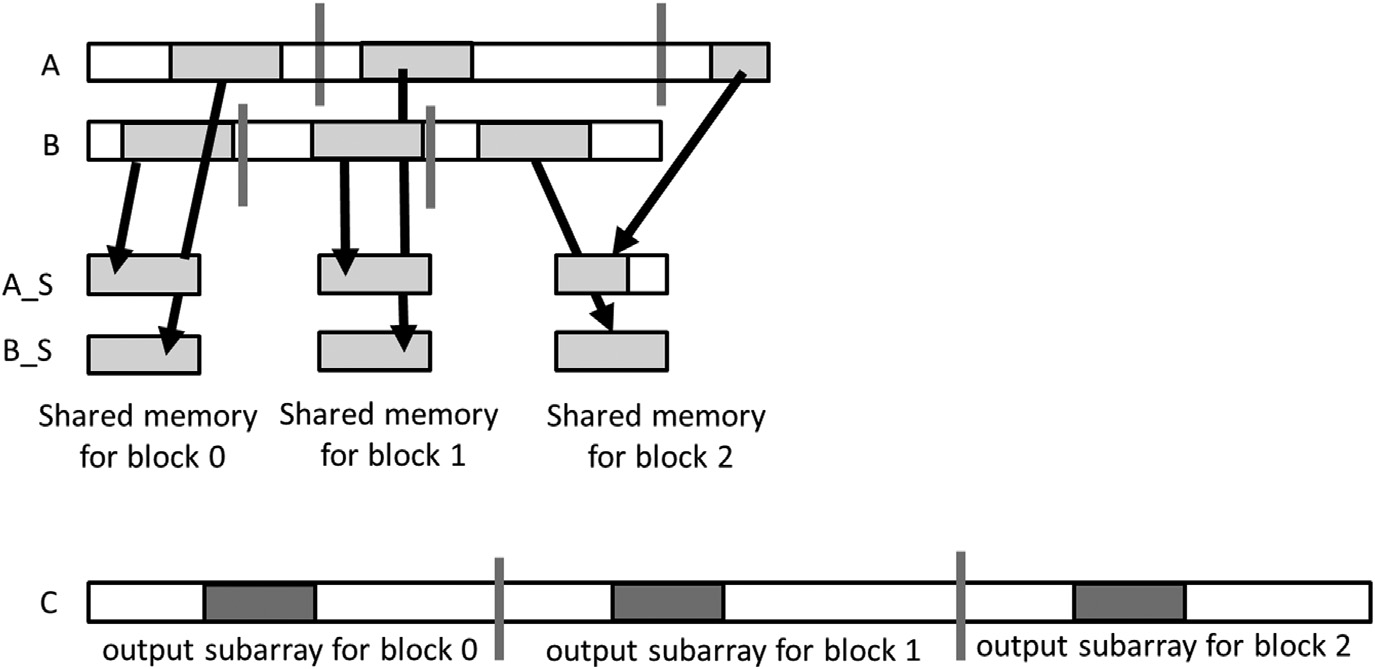 A
B
A_S
B_S
Shared memory
for block 0
Shared memory
for block 1
Shared memory
for block 2
C
output subarray for block 0
output subarray for block 1
output subarray for block 2